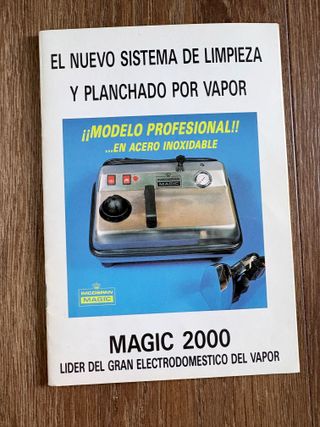 EL NUEVO SISTEMA DE LIMPIEZA
Y PLANCHADO POR VAPOR
¡¡MODELO PROFESIONAL!!
...EN ACERO INOXIDABLE
MAGIC
MAGIC
MAGIC 2000
LIDER DEL GRAN ELECTRODOMESTICO DEL VAPOR